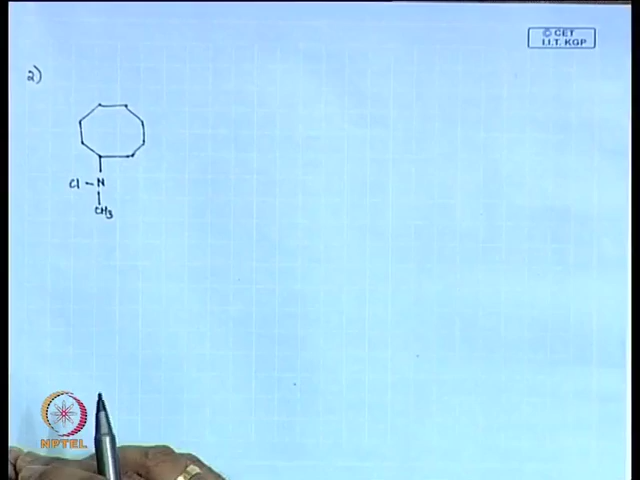 © CET
I.I.T. KGP
2)
Cl - N
CH3
NPTEL